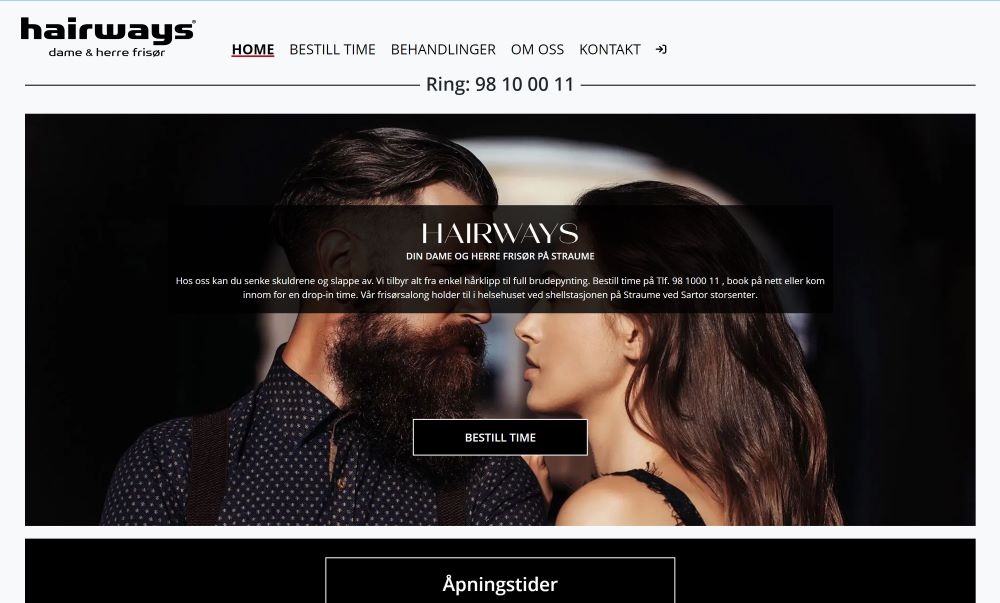 hairways®
dame & herre frisør
HOME BESTILL TIME BEHANDLINGER OM OSS KONTAKT
Ring: 98 10 00 11
HAIRWAYS
DIN DAME OG HERRE FRISØR PÅ STRAUME
Hos oss kan du senke skuldrene og slappe av. Vi tilbyr alt fra enkel hårklipp til full brudepynting. Bestill time på Tlf. 98 1000 11 , book på nett eller kom
innom for en drop-in time. Vår frisørsalong holder til i helsehuset ved shellstasjonen på Straume ved Sartor storsenter.
BESTILL TIME
Åpningstider